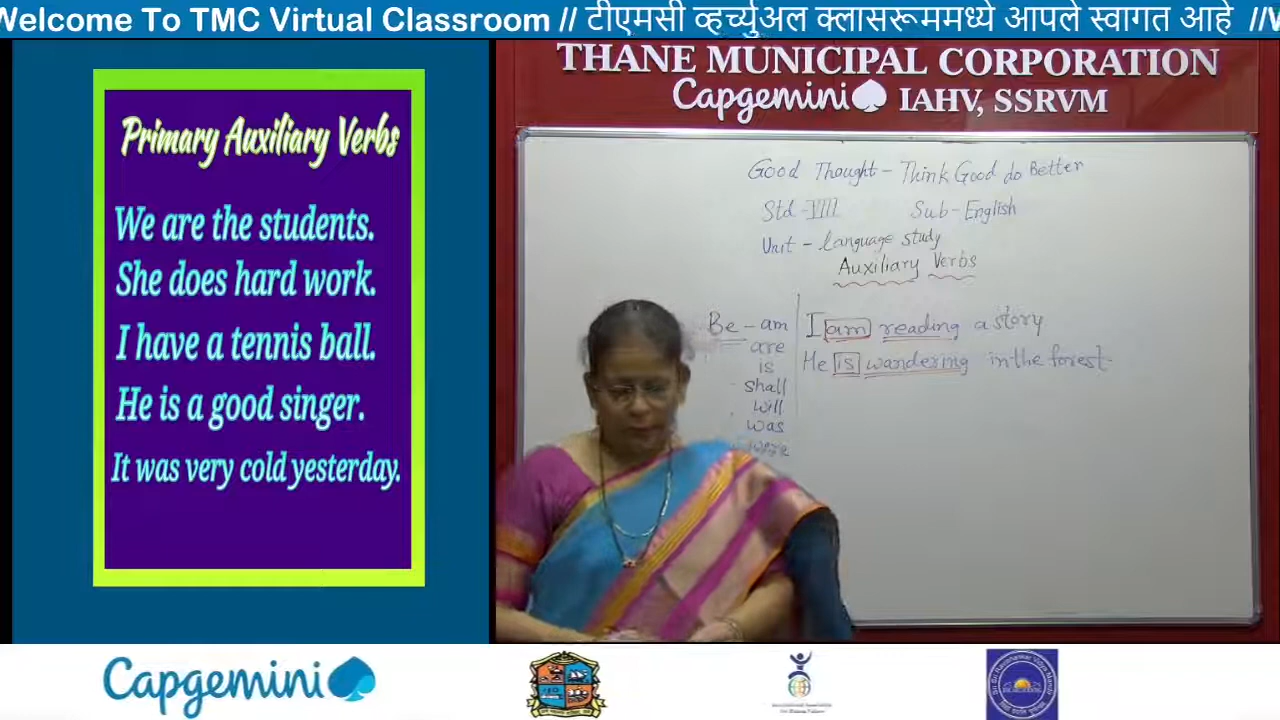 Welcome To TMC Virtual Classroom // टीएमसी व्हर्च्युअल क्लासरूममध्ये आपले स्वागत आहे //V
Primary Auxiliary Verbs
We are the students.
She does hard work.
I have a tennis ball.
He is a good singer.
It was very cold yesterday.
THANE MUNICIPAL CORPORATION
Capgemini IAHV, SSRVM
Good Thought - Think Good do Better
Std - VIII Sub - English
Unit - language study
Auxiliary Verbs
Be - am
are
is
shall
will
was
were
I am reading a story
He is wandering in the forest
Capgemini